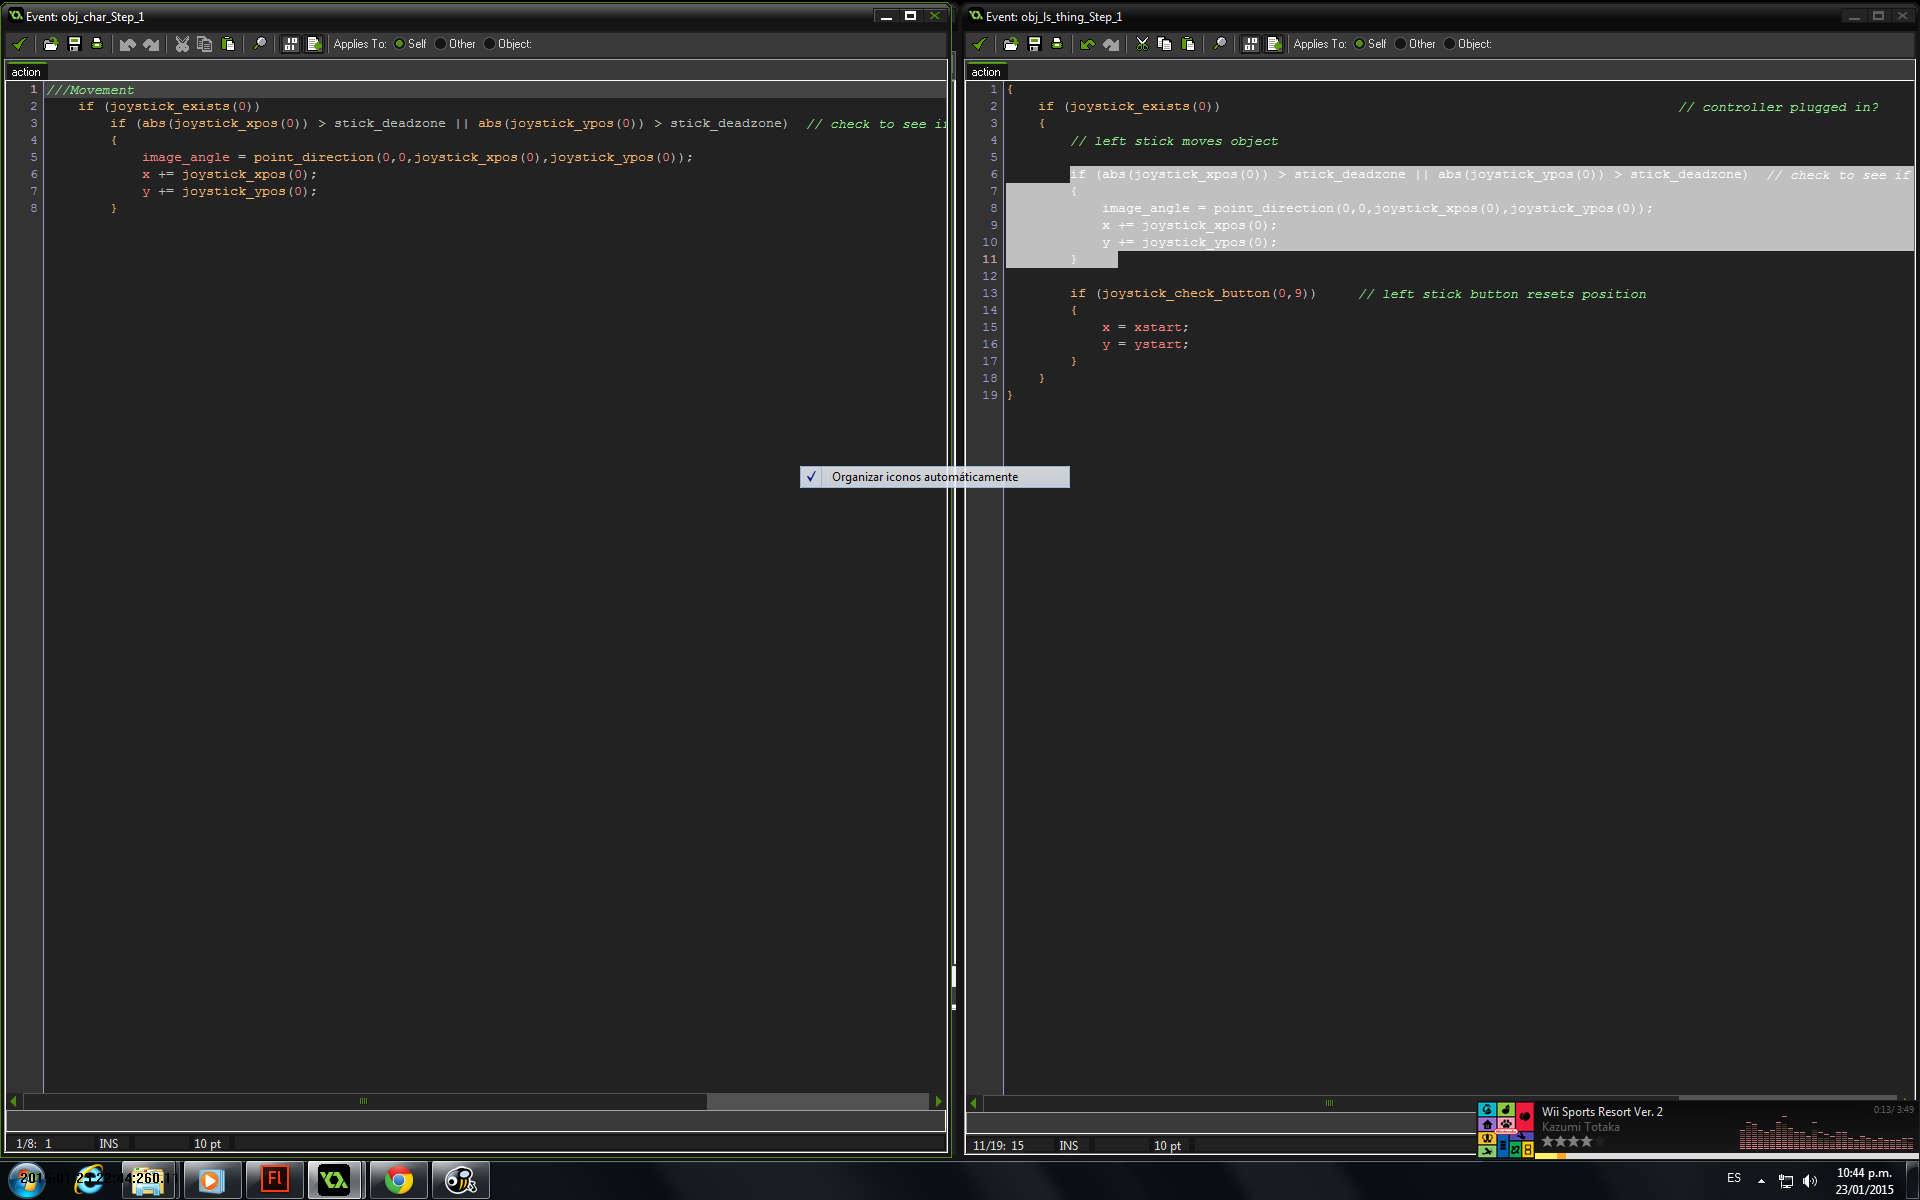 Event: obj_char_Step_1
Applies To: Self Other Object:
action
1 ///Movement
2 if (joystick_exists(0))
3 if (abs(joystick_xpos(0)) > stick_deadzone || abs(joystick_ypos(0)) > stick_deadzone) // check to see if
4 {
5 image_angle = point_direction(0,0,joystick_xpos(0),joystick_ypos(0));
6 x += joystick_xpos(0);
7 y += joystick_ypos(0);
8 }
1/8: 1 INS 10 pt
Event: obj_ls_thing_Step_1
Applies To: Self Other Object:
action
1 {
2 if (joystick_exists(0)) // controller plugged in?
3 {
4 // left stick moves object
5
6 if (abs(joystick_xpos(0)) > stick_deadzone || abs(joystick_ypos(0)) > stick_deadzone) // check to see if
7 {
8 image_angle = point_direction(0,0,joystick_xpos(0),joystick_ypos(0));
9 x += joystick_xpos(0);
10 y += joystick_ypos(0);
11 }
12
13 if (joystick_check_button(0,9)) // left stick button resets position
14 {
15 x = xstart;
16 y = ystart;
17 }
18 }
19 }
11/19: 15 INS 10 pt
Organizar iconos automáticamente
Wii Sports Resort Ver. 2
0:13/ 3:49
Kazumi Totaka
Fl
ES
10:44 p.m.
23/01/2015